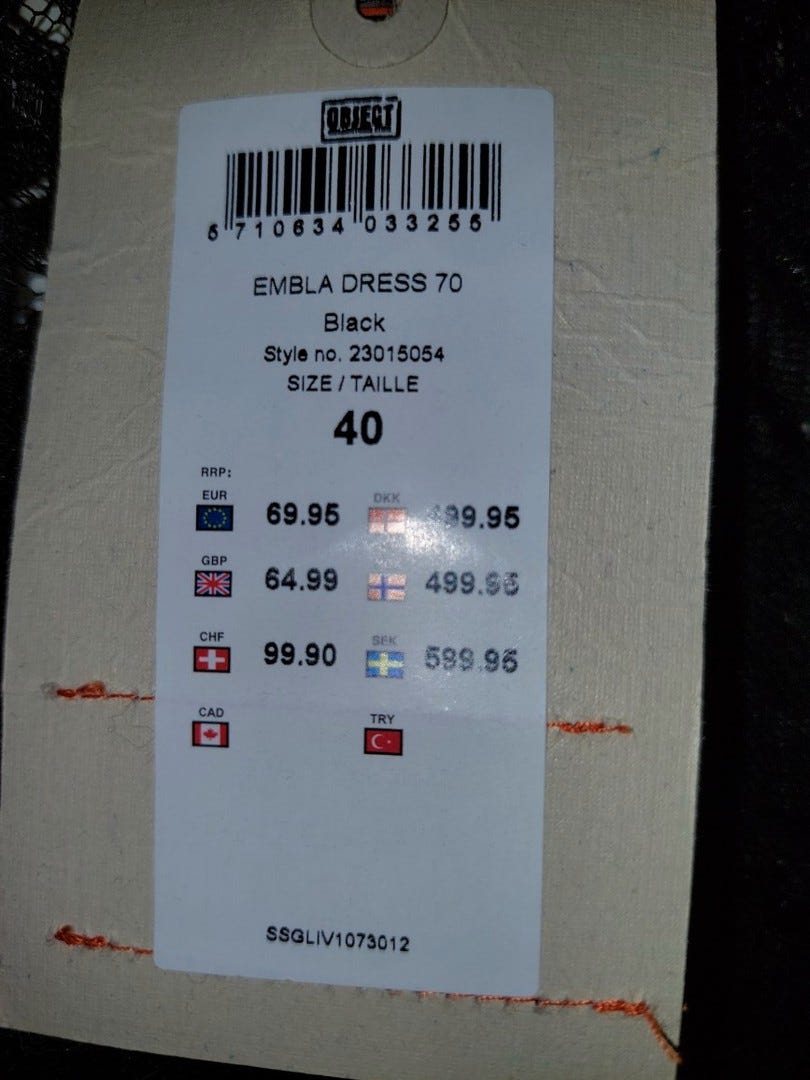 OBJECT
5 710634 033255
EMBLA DRESS 70
Black
Style no. 23015054
SIZE / TAILLE
40
RRP:
EUR 69.95 DKK
GBP 64.99 NOK 499.95
CHF 99.90 SEK 599.95
CAD TRY
SSGLIV1073012